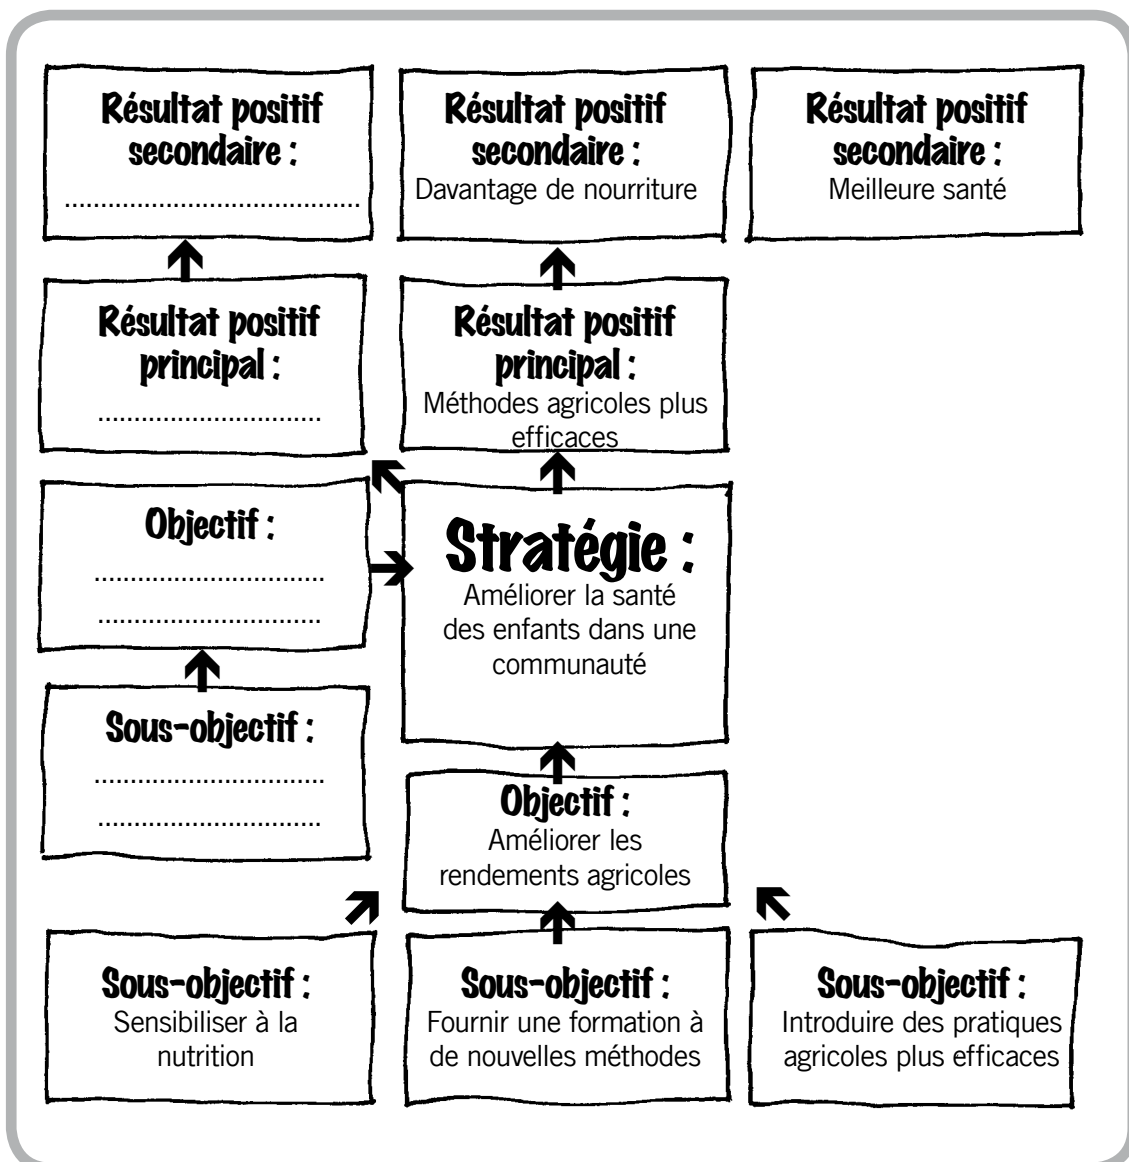 Résultat positif
secondaire :
.........................................
Résultat positif
secondaire :
Davantage de nourriture
Résultat positif
secondaire :
Meilleure santé
Résultat positif
principal :
...............................
Résultat positif
principal :
Méthodes agricoles plus
efficaces
Objectif :
................................
...............................
Stratégie :
Améliorer la santé
des enfants dans une
communauté
Sous-objectif :
................................
...............................
Objectif :
Améliorer les
rendements agricoles
Sous-objectif :
Sensibiliser à la
nutrition
Sous-objectif :
Fournir une formation à
de nouvelles méthodes
Sous-objectif :
Introduire des pratiques
agricoles plus efficaces